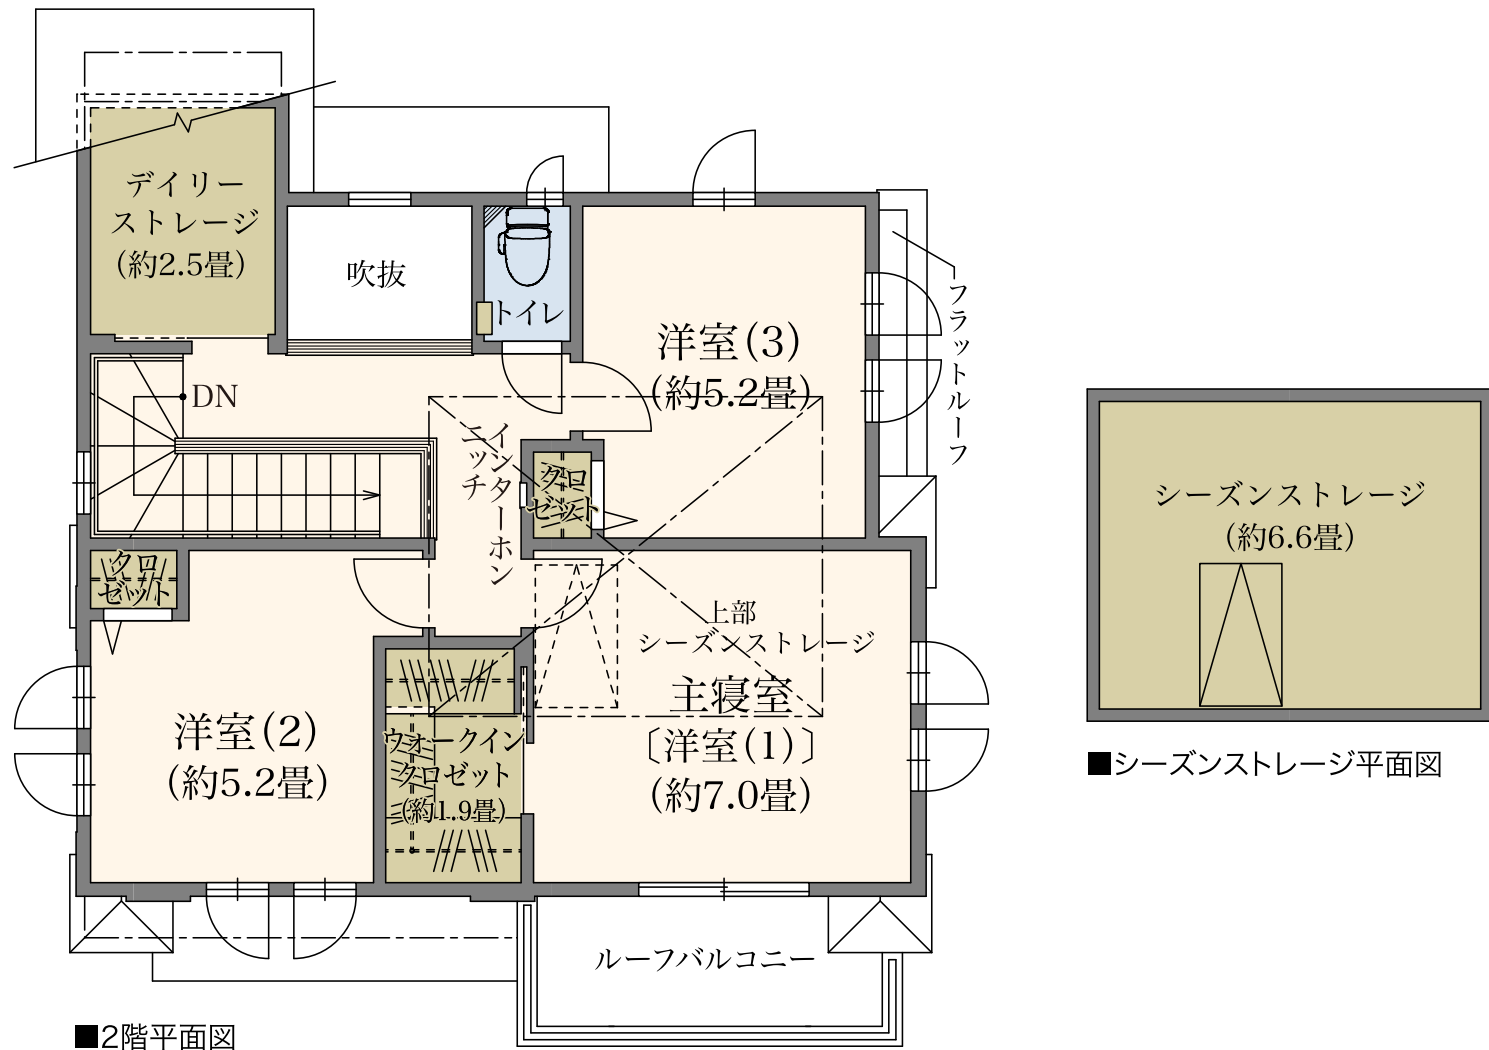 デイリー
ストレージ
（約2.5畳）
吹抜
トイレ
洋室（3）
（約5.2畳）
フラットルーフ
DN
インターホン
ニッチ
クロ
ゼット
クロ
ゼット
上部
シーズンストレージ
主寝室
〔洋室（1）〕
（約7.0畳）
洋室（2）
（約5.2畳）
ウォークイン
クロゼット
（約1.9畳）
ルーフバルコニー
■2階平面図
シーズンストレージ
（約6.6畳）
■シーズンストレージ平面図